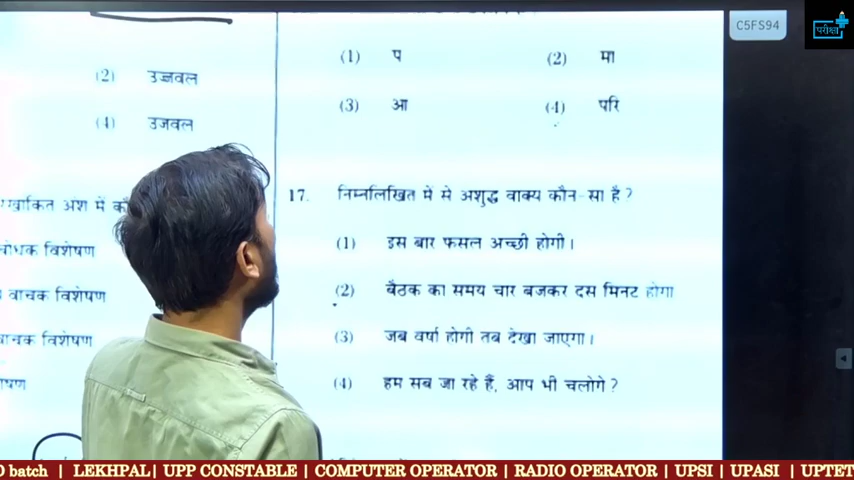 (2) उज्जवल
(4) उजवल
अंश में
बोधक विशेषण
वाचक विशेषण
वाचक विशेषण
(1) प (2) मा
(3) आ (4) परि
17. निम्नलिखित में से अशुद्ध वाक्य कौन-सा है ?
(1) इस बार फसल अच्छी होगी।
(2) बैठक का समय चार बजकर दस मिनट होगा
(3) जब वर्षा होगी तब देखा जाएगा।
(4) हम सब जा रहे हैं, आप भी चलोगे ?
C5FS94
परीक्षा
batch | LEKHPAL| UPP CONSTABLE | COMPUTER OPERATOR | RADIO OPERATOR | UPSI | UPASI | UPTET